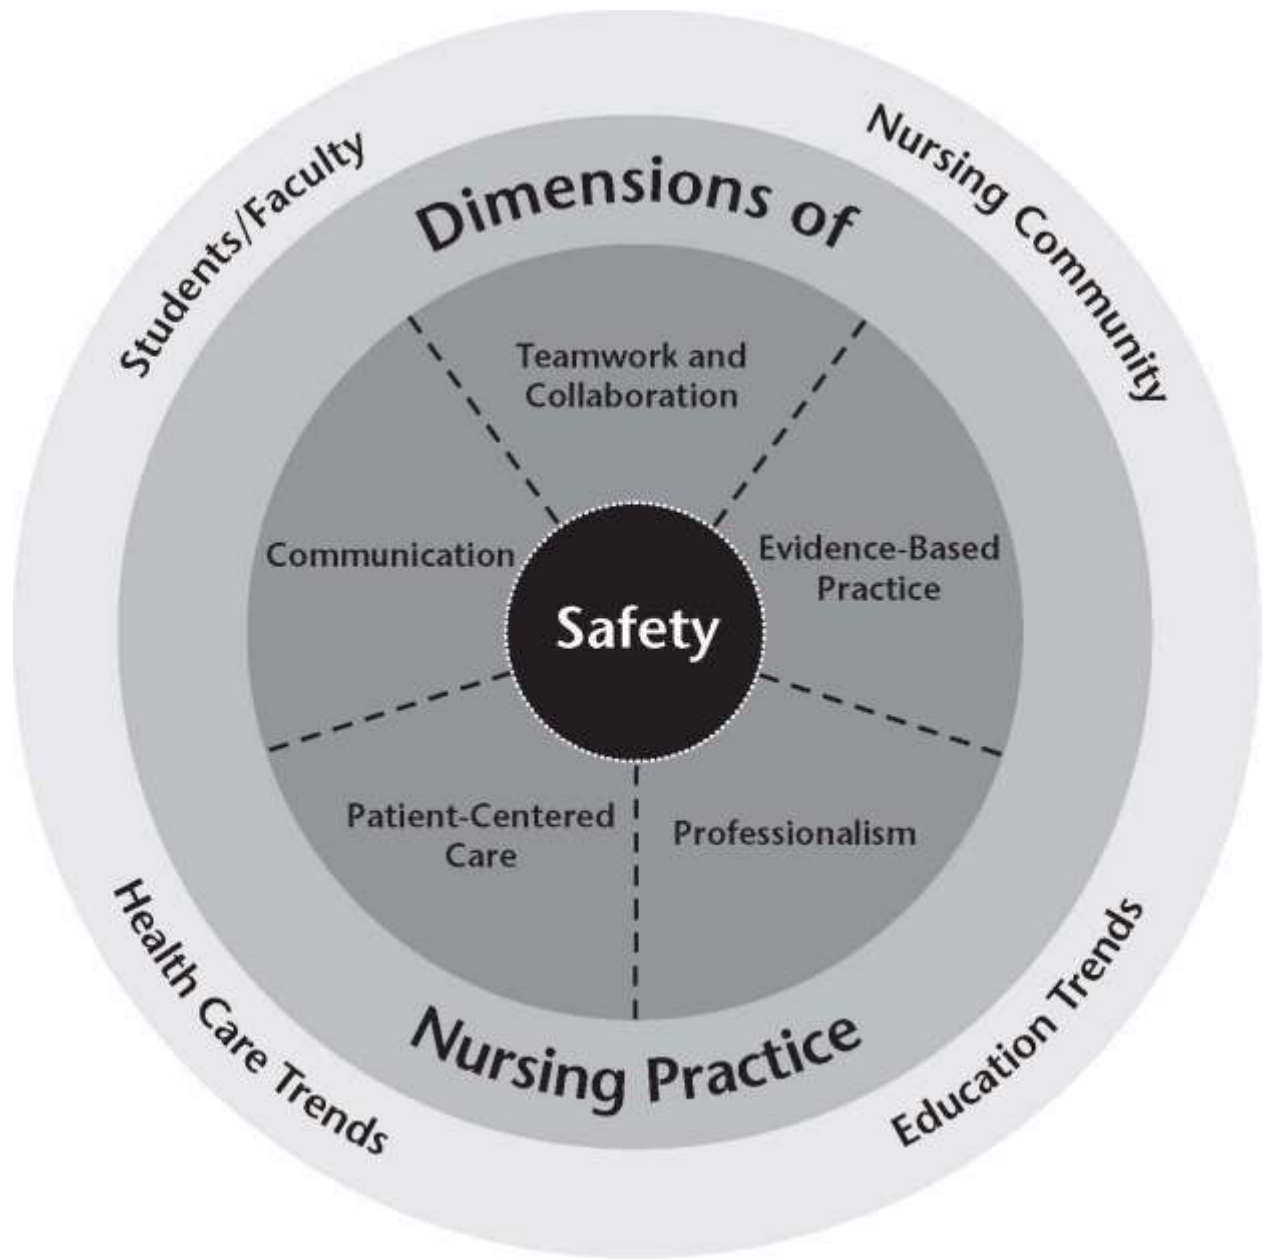 Students/Faculty
Nursing Community
Dimensions of
Teamwork and
Collaboration
Communication
Evidence-Based
Practice
Safety
Patient-Centered
Care
Professionalism
Nursing Practice
Health Care Trends
Education Trends